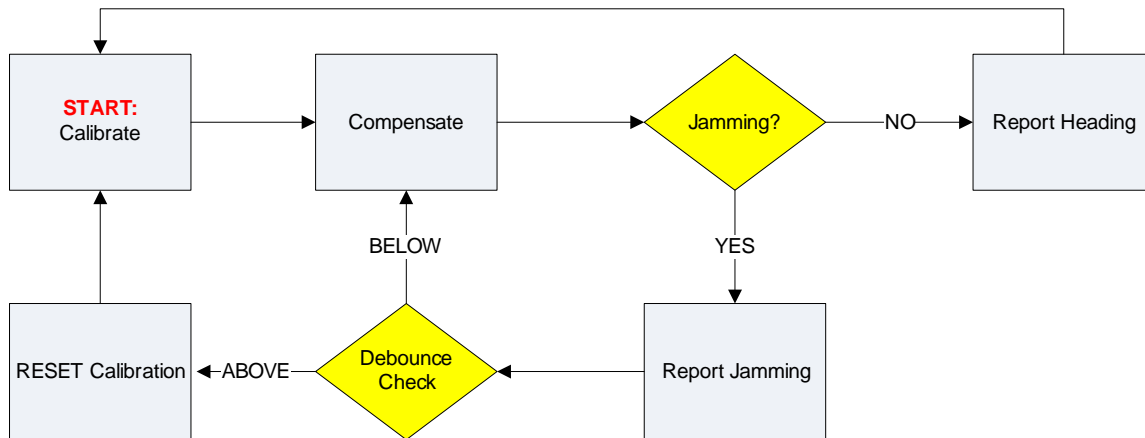 START:
Calibrate
Compensate
Jamming?
NO
Report Heading
BELOW
YES
RESET Calibration
ABOVE
Debounce
Check
Report Jamming